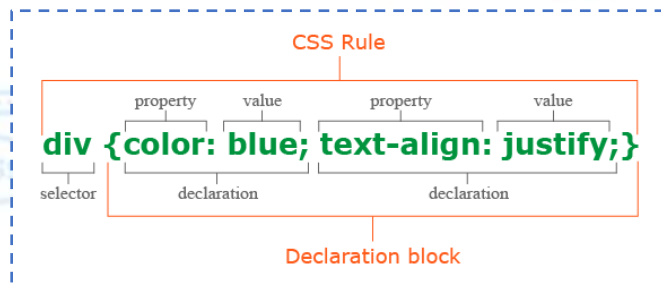 CSS Rule
property value property value
div {color: blue; text-align: justify;}
selector declaration declaration
Declaration block